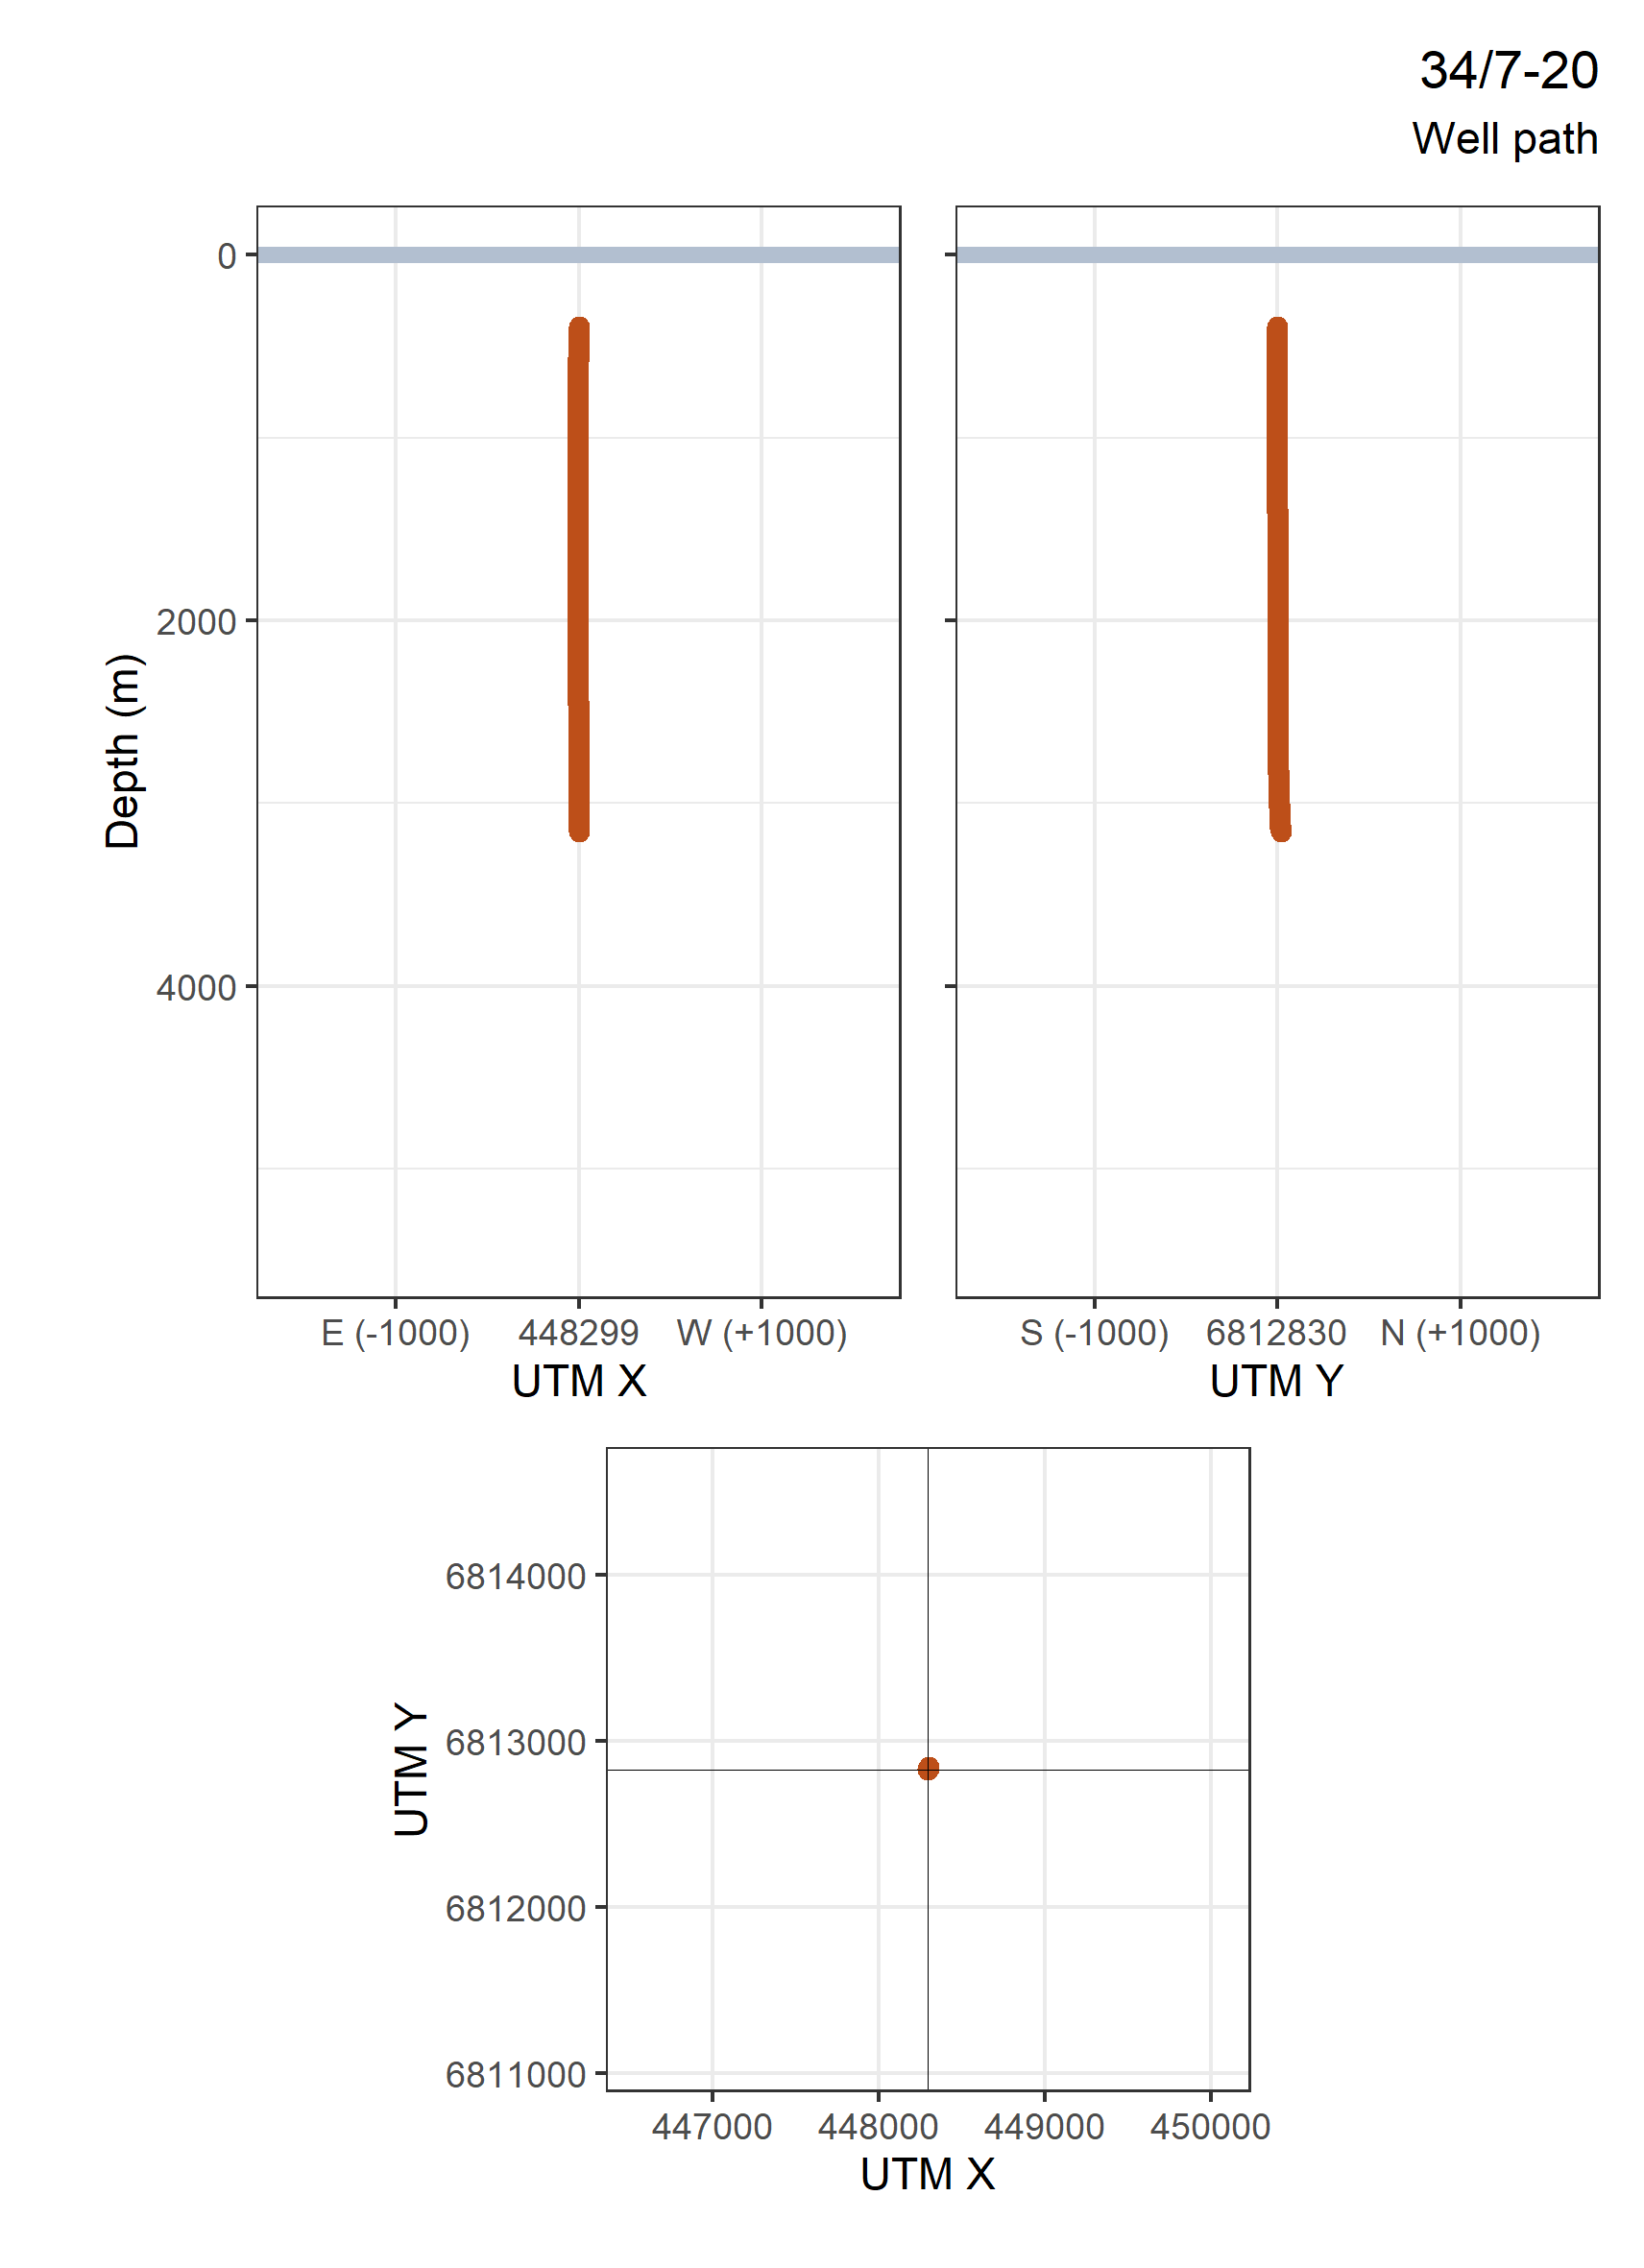 34/7-20
Well path
0
2000
4000
Depth (m)
E (-1000) 448299 W (+1000)
UTM X
S (-1000) 6812830 N (+1000)
UTM Y
6814000
6813000
6812000
6811000
UTM Y
447000 448000 449000 450000
UTM X